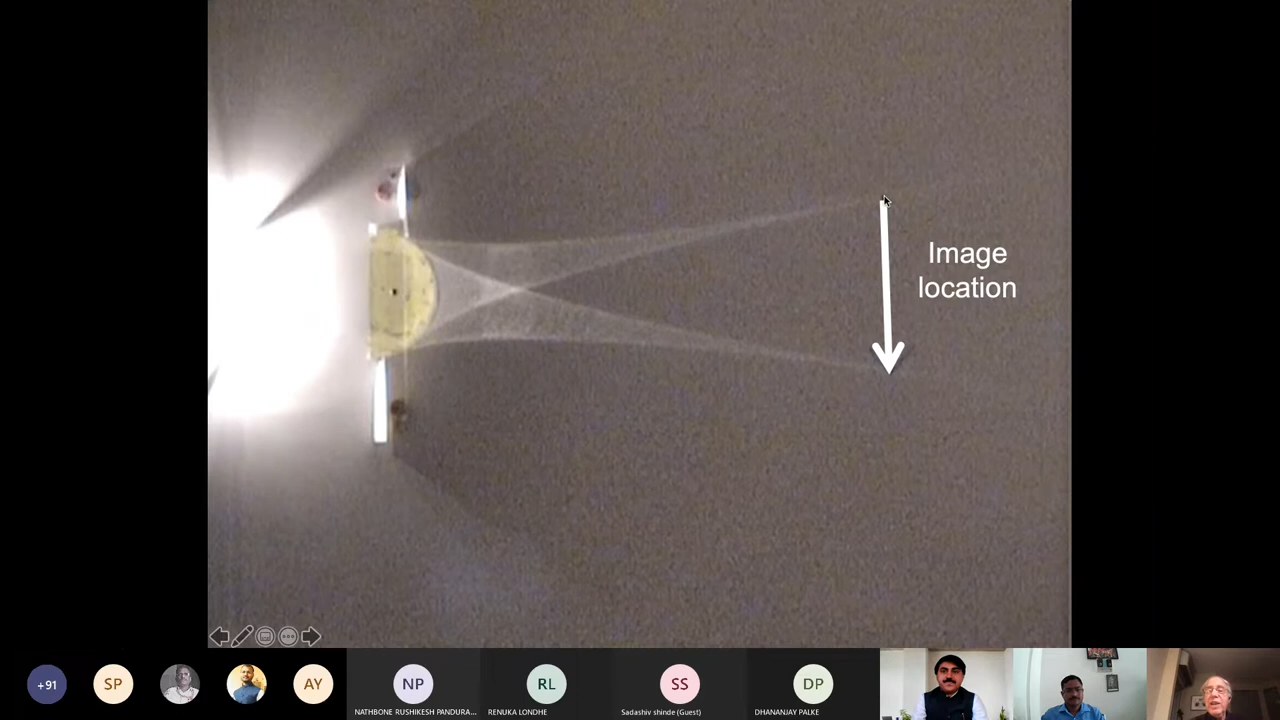 Image
location
+91
SP
AY
NP
RL
SS
DP
NATHBONE RUSHIKESH PANDURA...
RENUKA LONDHE
Sadashiv shinde (Guest)
DHANANJAY PALKE